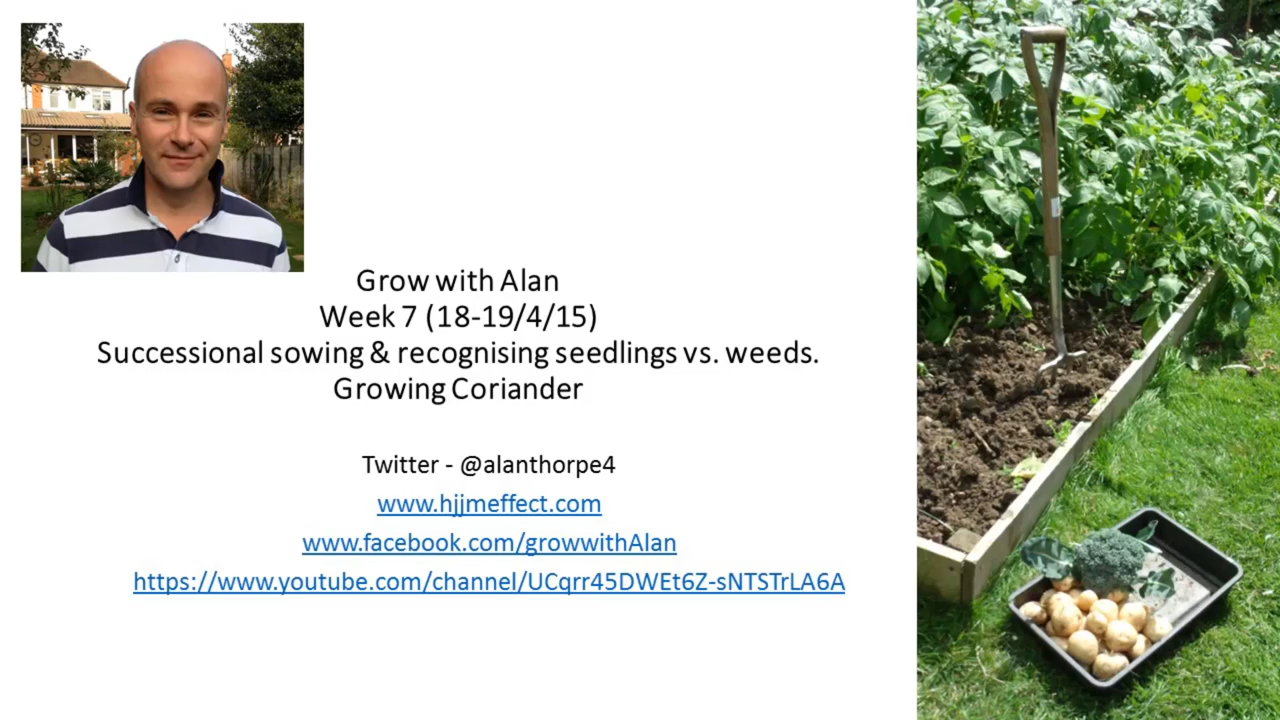 Grow with Alan
Week 7 (18-19/4/15)
Successional sowing & recognising seedlings vs. weeds.
Growing Coriander
Twitter - @alanthorpe4
www.hjjmeffect.com
www.facebook.com/growwithAlan
https://www.youtube.com/channel/UCqrr45DWEt6Z-sNTSTrLA6A